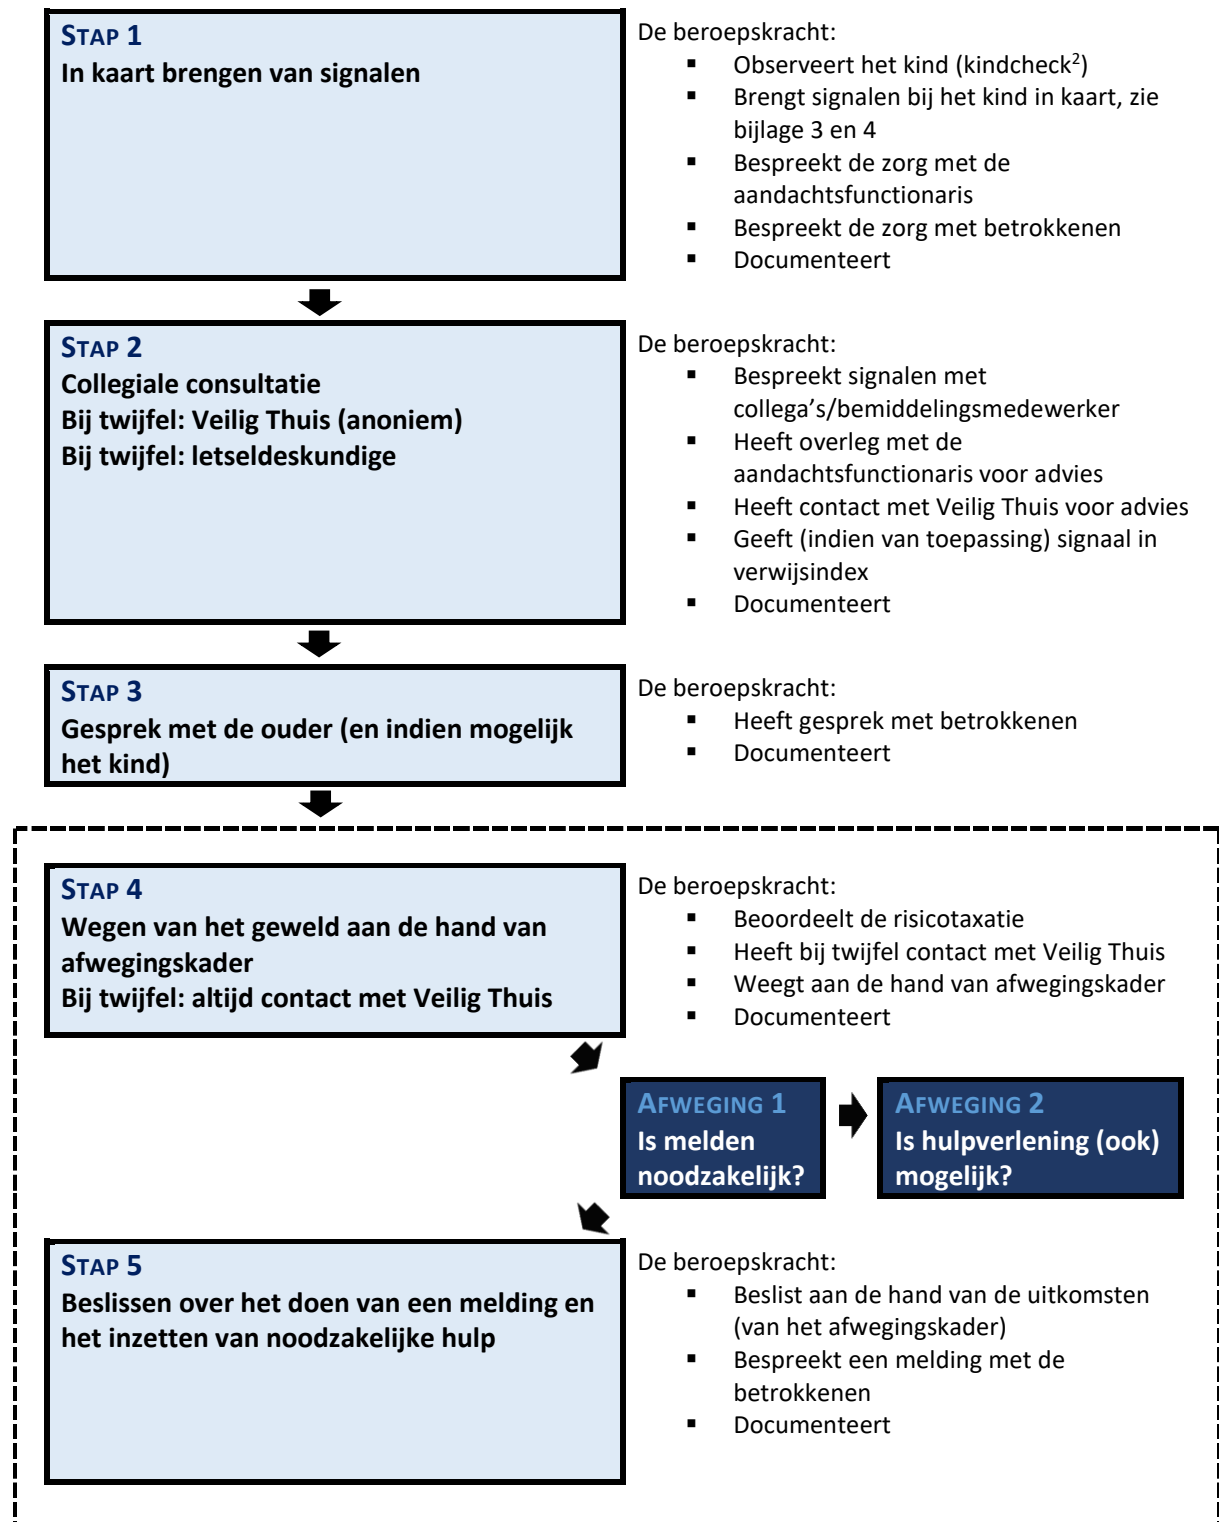 STAP 1
In kaart brengen van signalen
De beroepskracht:
▪ Observeert het kind (kindcheck²)
▪ Brengt signalen bij het kind in kaart, zie
bijlage 3 en 4
▪ Bespreekt de zorg met de
aandachtsfunctionaris
▪ Bespreekt de zorg met betrokkenen
▪ Documenteert
STAP 2
Collegiale consultatie
Bij twijfel: Veilig Thuis (anoniem)
Bij twijfel: letseldeskundige
De beroepskracht:
▪ Bespreekt signalen met
collega’s/bemiddelingsmedewerker
▪ Heeft overleg met de
aandachtsfunctionaris voor advies
▪ Heeft contact met Veilig Thuis voor advies
▪ Geeft (indien van toepassing) signaal in
verwijsindex
▪ Documenteert
STAP 3
Gesprek met de ouder (en indien mogelijk
het kind)
De beroepskracht:
▪ Heeft gesprek met betrokkenen
▪ Documenteert
STAP 4
Wegen van het geweld aan de hand van
afwegingskader
Bij twijfel: altijd contact met Veilig Thuis
De beroepskracht:
▪ Beoordeelt de risicotaxatie
▪ Heeft bij twijfel contact met Veilig Thuis
▪ Weegt aan de hand van afwegingskader
▪ Documenteert
AFWEGING 1
Is melden
noodzakelijk?
AFWEGING 2
Is hulpverlening (ook)
mogelijk?
STAP 5
Beslissen over het doen van een melding en
het inzetten van noodzakelijke hulp
De beroepskracht:
▪ Beslist aan de hand van de uitkomsten
(van het afwegingskader)
▪ Bespreekt een melding met de
betrokkenen
▪ Documenteert